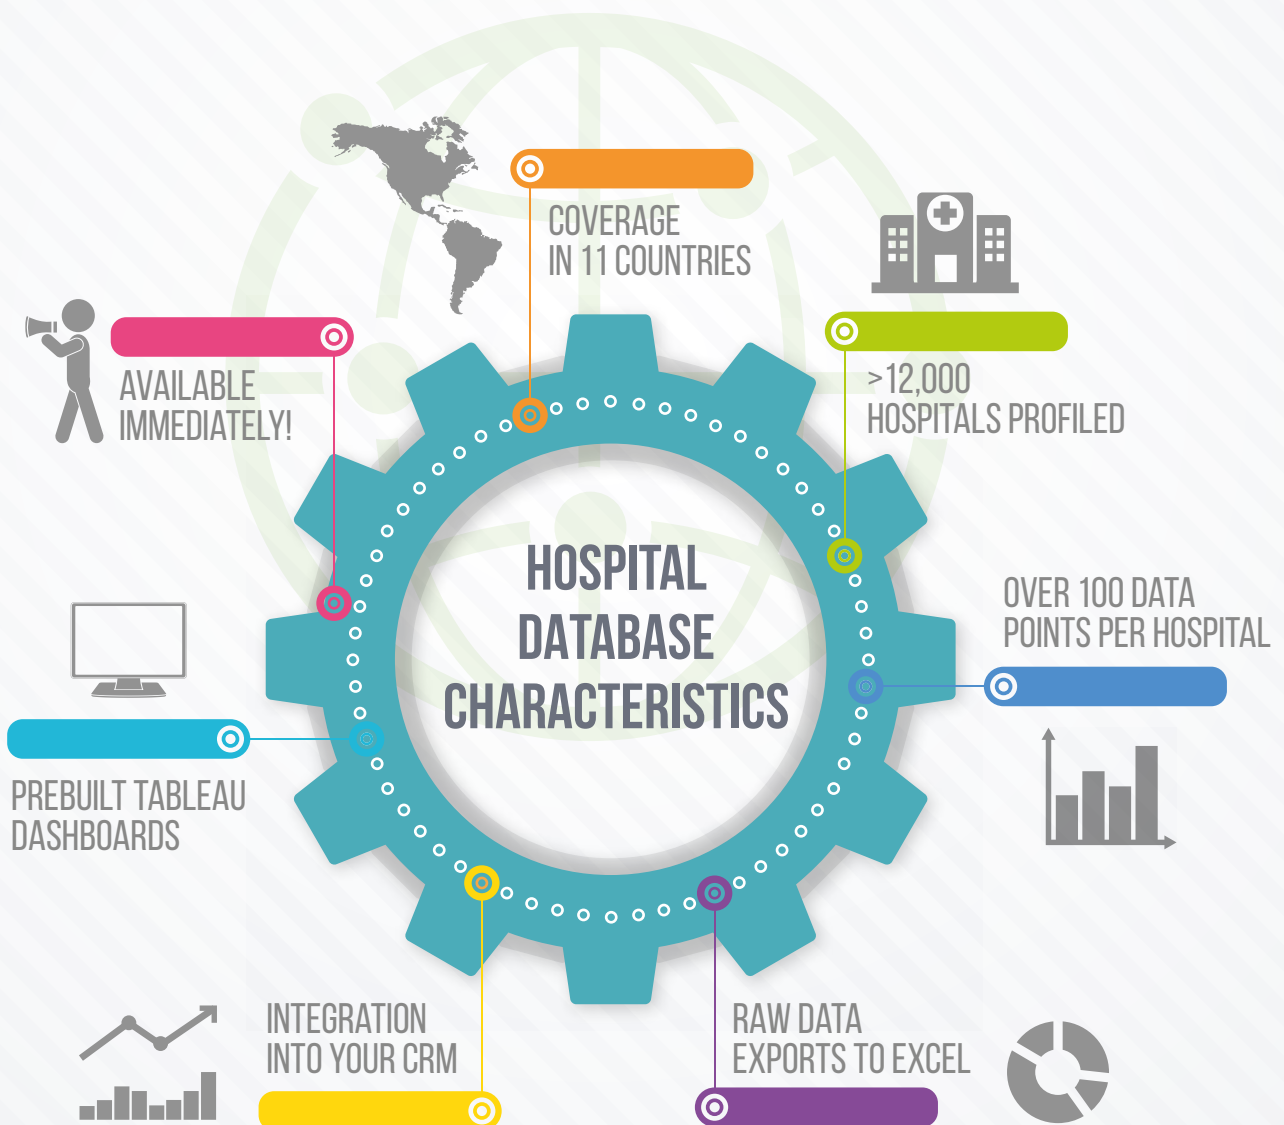 COVERAGE
IN 11 COUNTRIES
>12,000
HOSPITALS PROFILED
AVAILABLE
IMMEDIATELY!
HOSPITAL
DATABASE
CHARACTERISTICS
OVER 100 DATA
POINTS PER HOSPITAL
PREBUILT TABLEAU
DASHBOARDS
INTEGRATION
INTO YOUR CRM
RAW DATA
EXPORTS TO EXCEL